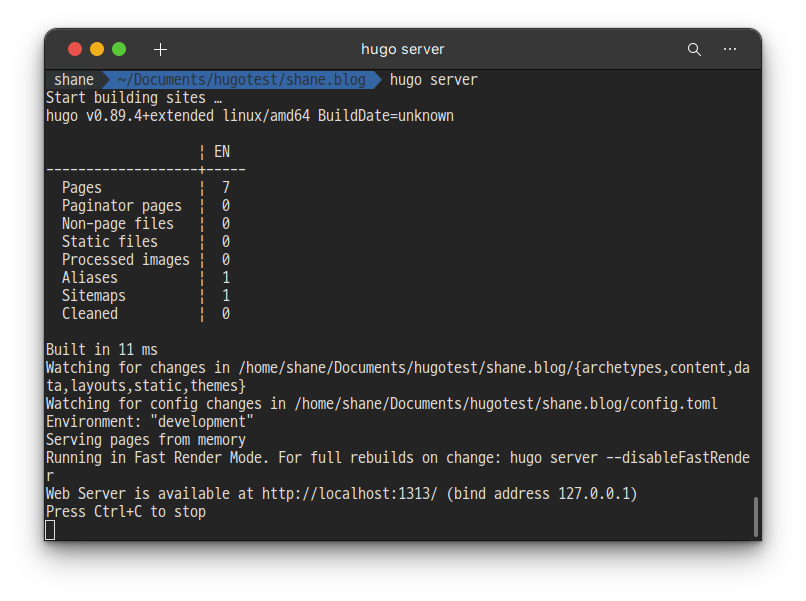 hugo server
shane ~/Documents/hugotest/shane.blog hugo server
Start building sites …
hugo v0.89.4+extended linux/amd64 BuildDate=unknown
                   | EN
-------------------+-----
  Pages            | 7
  Paginator pages  | 0
  Non-page files   | 0
  Static files     | 0
  Processed images | 0
  Aliases          | 1
  Sitemaps         | 1
  Cleaned          | 0
Built in 11 ms
Watching for changes in /home/shane/Documents/hugotest/shane.blog/{archetypes,content,da
ta,layouts,static,themes}
Watching for config changes in /home/shane/Documents/hugotest/shane.blog/config.toml
Environment: "development"
Serving pages from memory
Running in Fast Render Mode. For full rebuilds on change: hugo server --disableFastRende
r
Web Server is available at http://localhost:1313/ (bind address 127.0.0.1)
Press Ctrl+C to stop